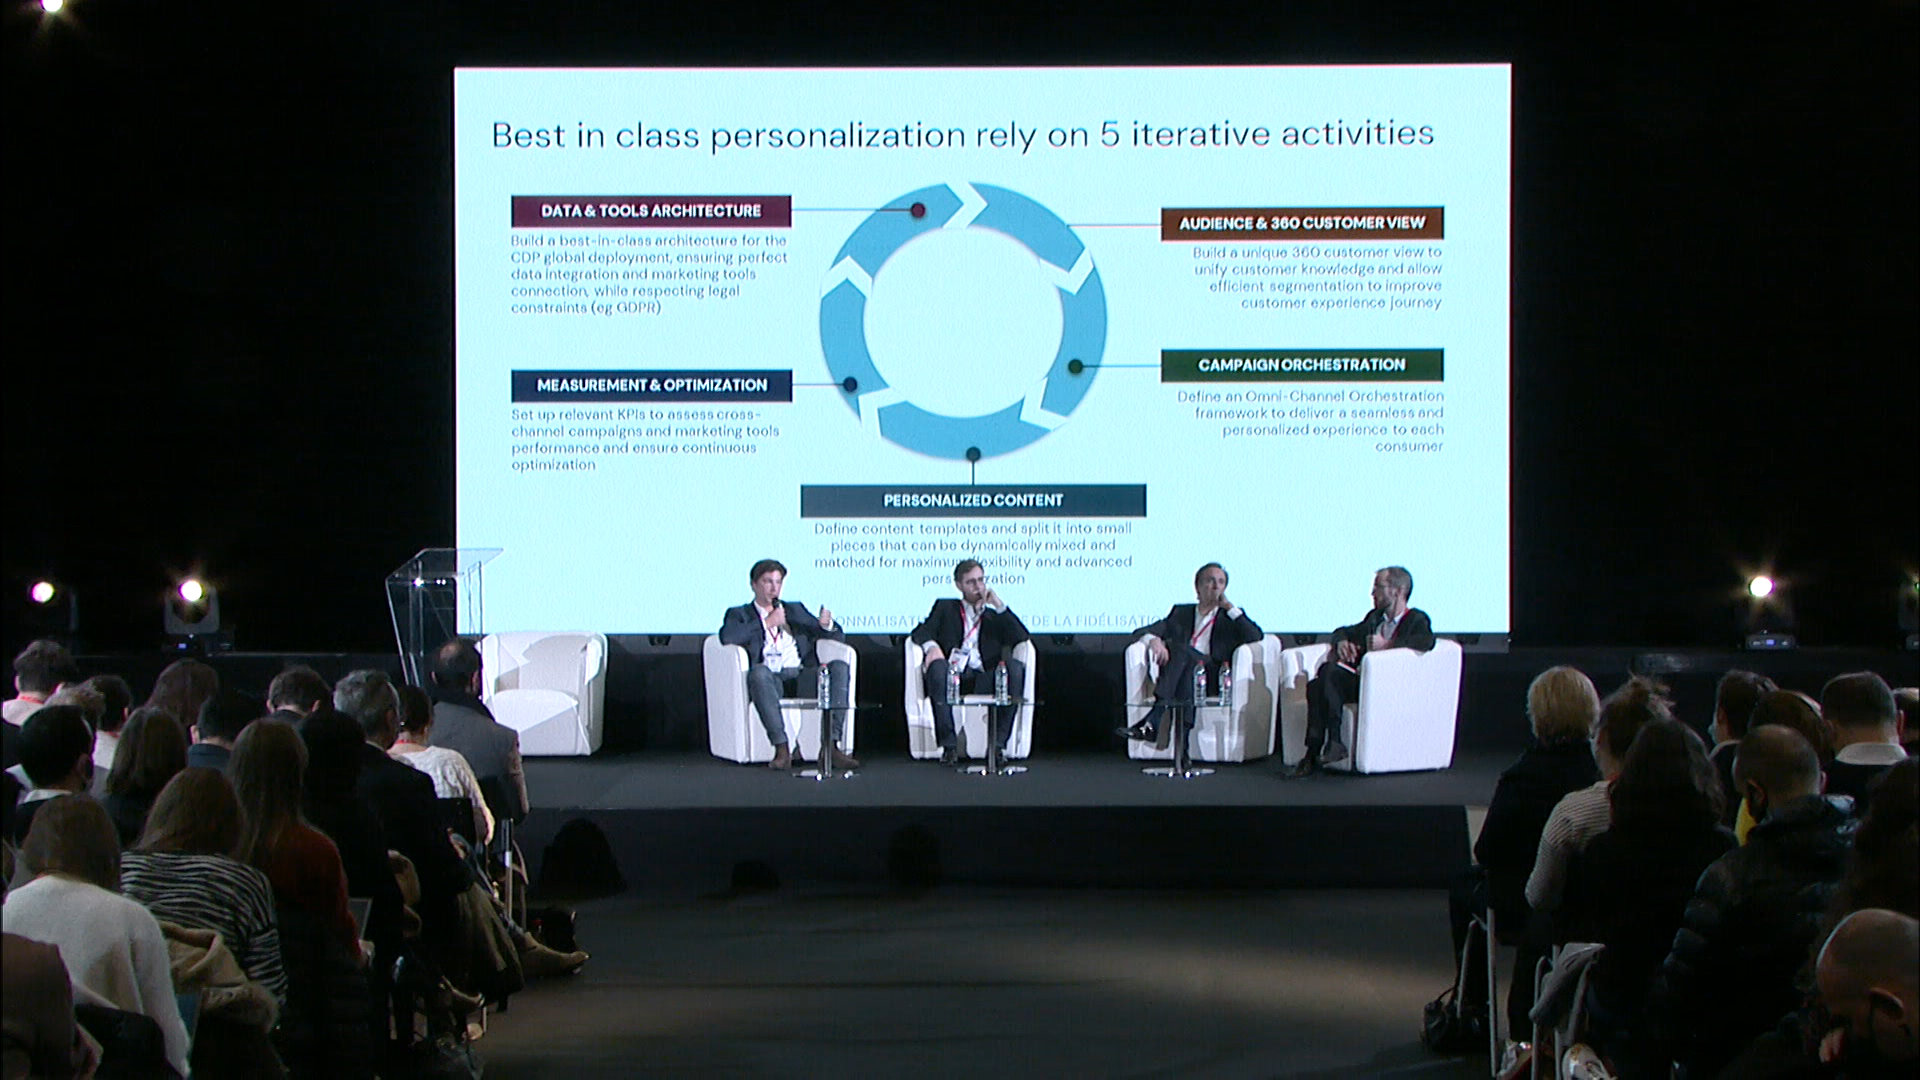 Best in class personalization rely on 5 iterative activities
DATA & TOOLS ARCHITECTURE
Build a best-in-class architecture for the
CDP global deployment, ensuring perfect
data integration and marketing tools
connection, while respecting legal
constraints (eg GDPR)
AUDIENCE & 360 CUSTOMER VIEW
Build a unique 360 customer view to
unify customer knowledge and allow
efficient segmentation to improve
customer experience journey
MEASUREMENT & OPTIMIZATION
Set up relevant KPIs to assess cross-
channel campaigns and marketing tools
performance and ensure continuous
optimization
CAMPAIGN ORCHESTRATION
Define an Omni-Channel Orchestration
framework to deliver a seamless and
personalized experience to each
consumer
PERSONALIZED CONTENT
Define content templates and split it into small
pieces that can be dynamically mixed and
matched for maximum flexibility and advanced
DE LA